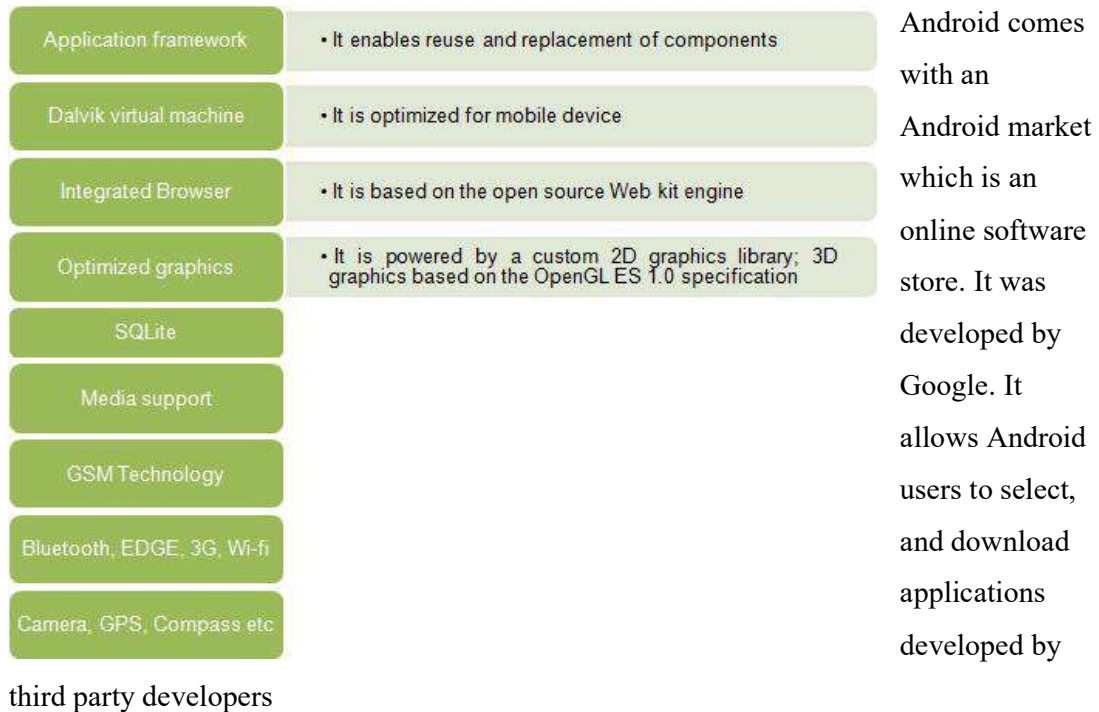 Application framework
• It enables reuse and replacement of components
Dalvik virtual machine
• It is optimized for mobile device
Integrated Browser
• It is based on the open source Web kit engine
Optimized graphics
• It is powered by a custom 2D graphics library; 3D
graphics based on the OpenGL ES 1.0 specification
SQLite
Media support
GSM Technology
Bluetooth, EDGE, 3G, Wi-fi
Camera, GPS, Compass etc
Android comes
with an
Android market
which is an
online software
store. It was
developed by
Google. It
allows Android
users to select,
and download
applications
developed by
third party developers